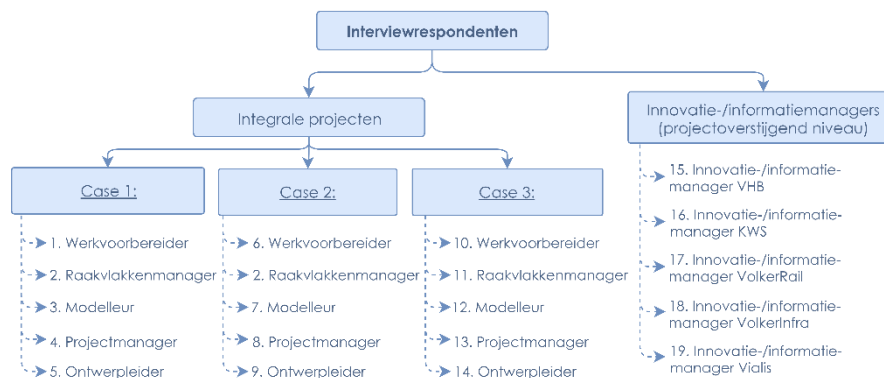 Interviewrespondenten
Integrale projecten
Innovatie-/informatiemanagers
(projectoverstijgend niveau)
Case 1:
1. Werkvoorbereider
2. Raakvlakkenmanager
3. Modelleur
4. Projectmanager
5. Ontwerpleider
Case 2:
6. Werkvoorbereider
2. Raakvlakkenmanager
7. Modelleur
8. Projectmanager
9. Ontwerpleider
Case 3:
10. Werkvoorbereider
11. Raakvlakkenmanager
12. Modelleur
13. Projectmanager
14. Ontwerpleider
15. Innovatie-/informatie-
manager VHB
16. Innovatie-/informatie-
manager KWS
17. Innovatie-/informatie-
manager VolkerRail
18. Innovatie-/informatie-
manager VolkerInfra
19. Innovatie-/informatie-
manager Vialis